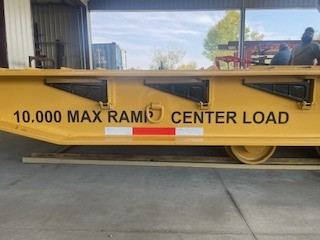 10.000 MAX RAMP CENTER LOAD